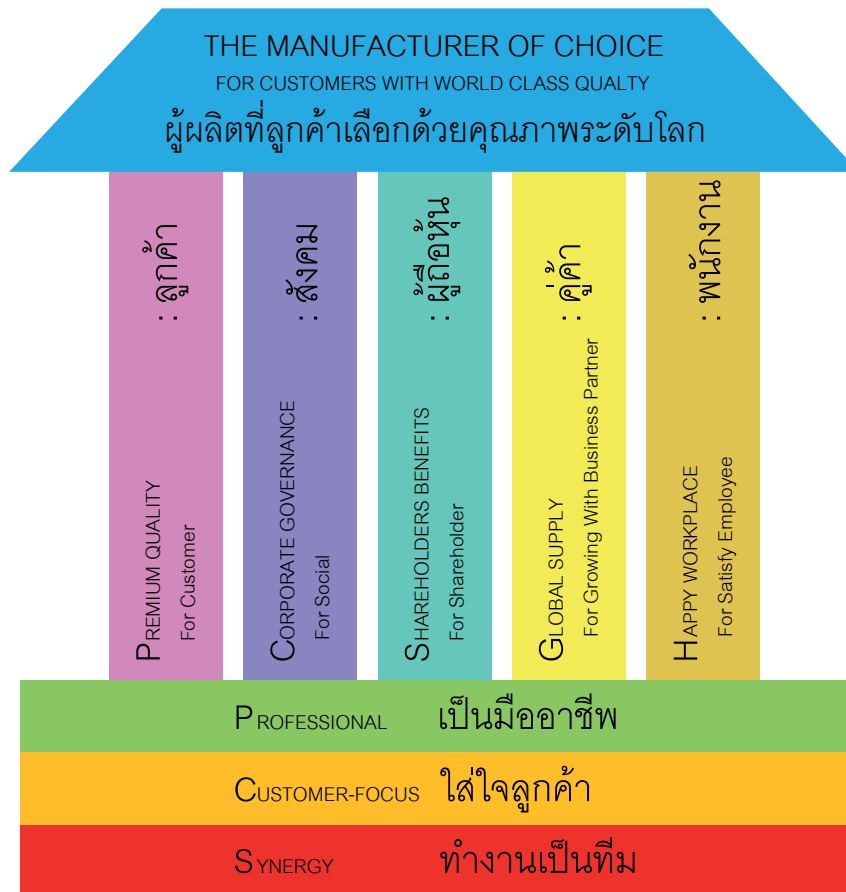 THE MANUFACTURER OF CHOICE
FOR CUSTOMERS WITH WORLD CLASS QUALTY
ผู้ผลิตที่ลูกค้าเลือกด้วยคุณภาพระดับโลก
PREMIUM QUALITY : ลูกค้า
For Customer
CORPORATE GOVERNANCE : สังคม
For Social
SHAREHOLDERS BENEFITS : ผู้ถือหุ้น
For Shareholder
GLOBAL SUPPLY : คู่ค้า
For Growing With Business Partner
HAPPY WORKPLACE : พนักงาน
For Satisfy Employee
PROFESSIONAL เป็นมืออาชีพ
CUSTOMER-FOCUS ใส่ใจลูกค้า
SYNERGY ทำงานเป็นทีม